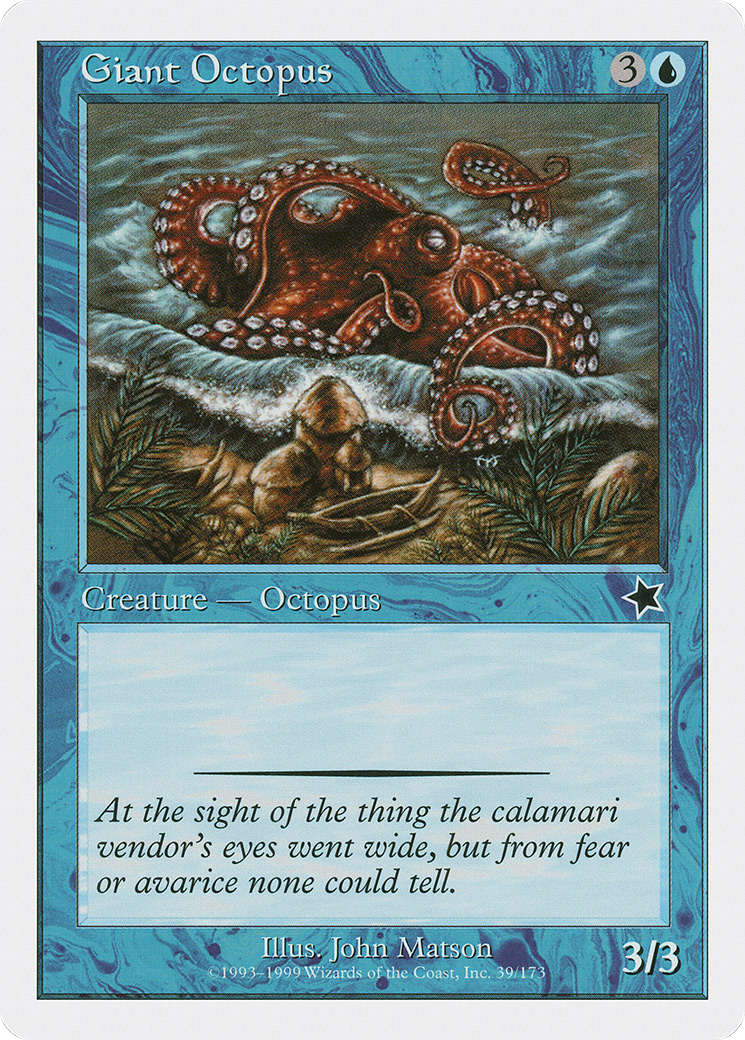 Giant Octopus 3
Creature — Octopus
At the sight of the thing the calamari
vendor's eyes went wide, but from fear
or avarice none could tell.
Illus. John Matson
©1993–1999 Wizards of the Coast, Inc. 39/173
3/3